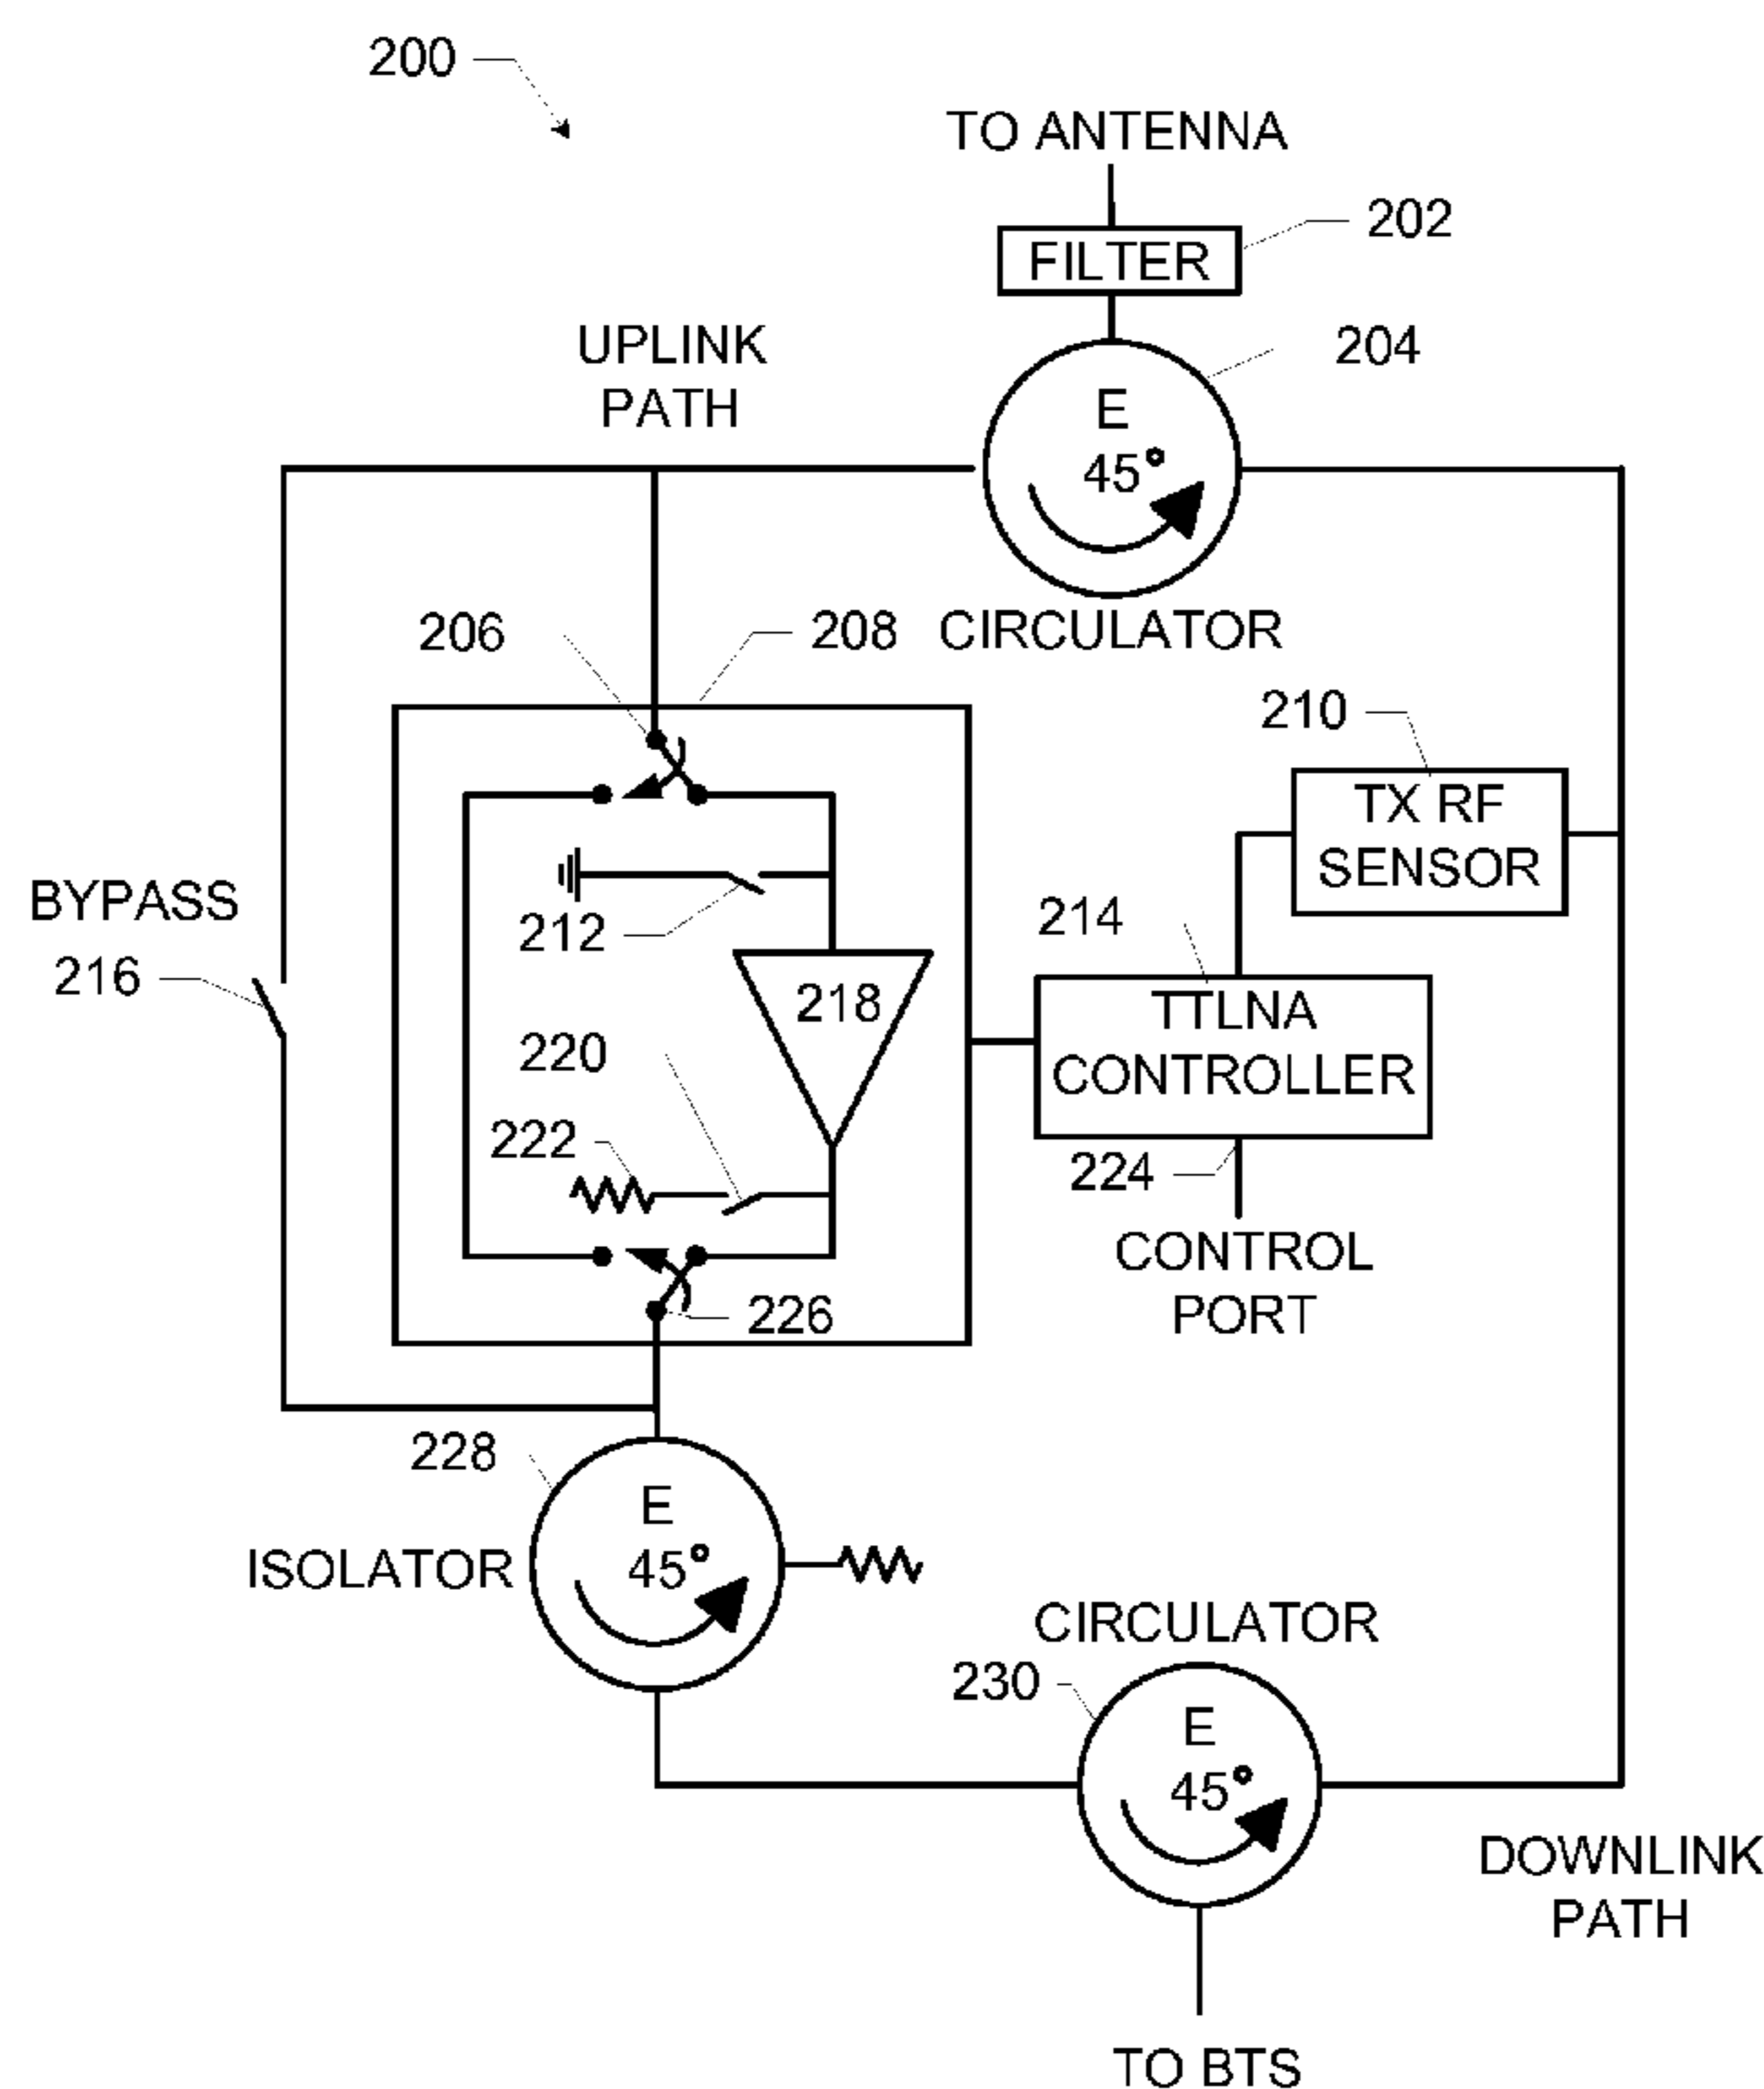 200
TO ANTENNA
202
FILTER
UPLINK
PATH
204
E
45°
206
208
CIRCULATOR
210
TX RF
SENSOR
BYPASS
212
214
216
218
TTLNA
CONTROLLER
220
222
224
CONTROL
PORT
226
228
E
45°
ISOLATOR
CIRCULATOR
230
E
45°
DOWNLINK
PATH
TO BTS